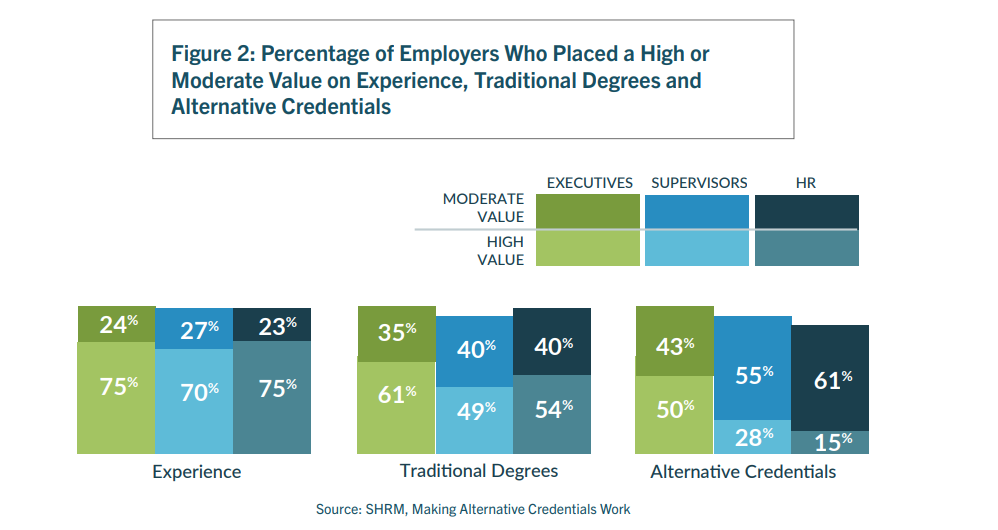 Figure 2: Percentage of Employers Who Placed a High or
Moderate Value on Experience, Traditional Degrees and
Alternative Credentials
EXECUTIVES SUPERVISORS HR
MODERATE
VALUE
HIGH
VALUE
24% 27% 23%
75% 70% 75%
Experience
35% 40% 40%
61% 49% 54%
Traditional Degrees
43% 55% 61%
50% 28% 15%
Alternative Credentials
Source: SHRM, Making Alternative Credentials Work